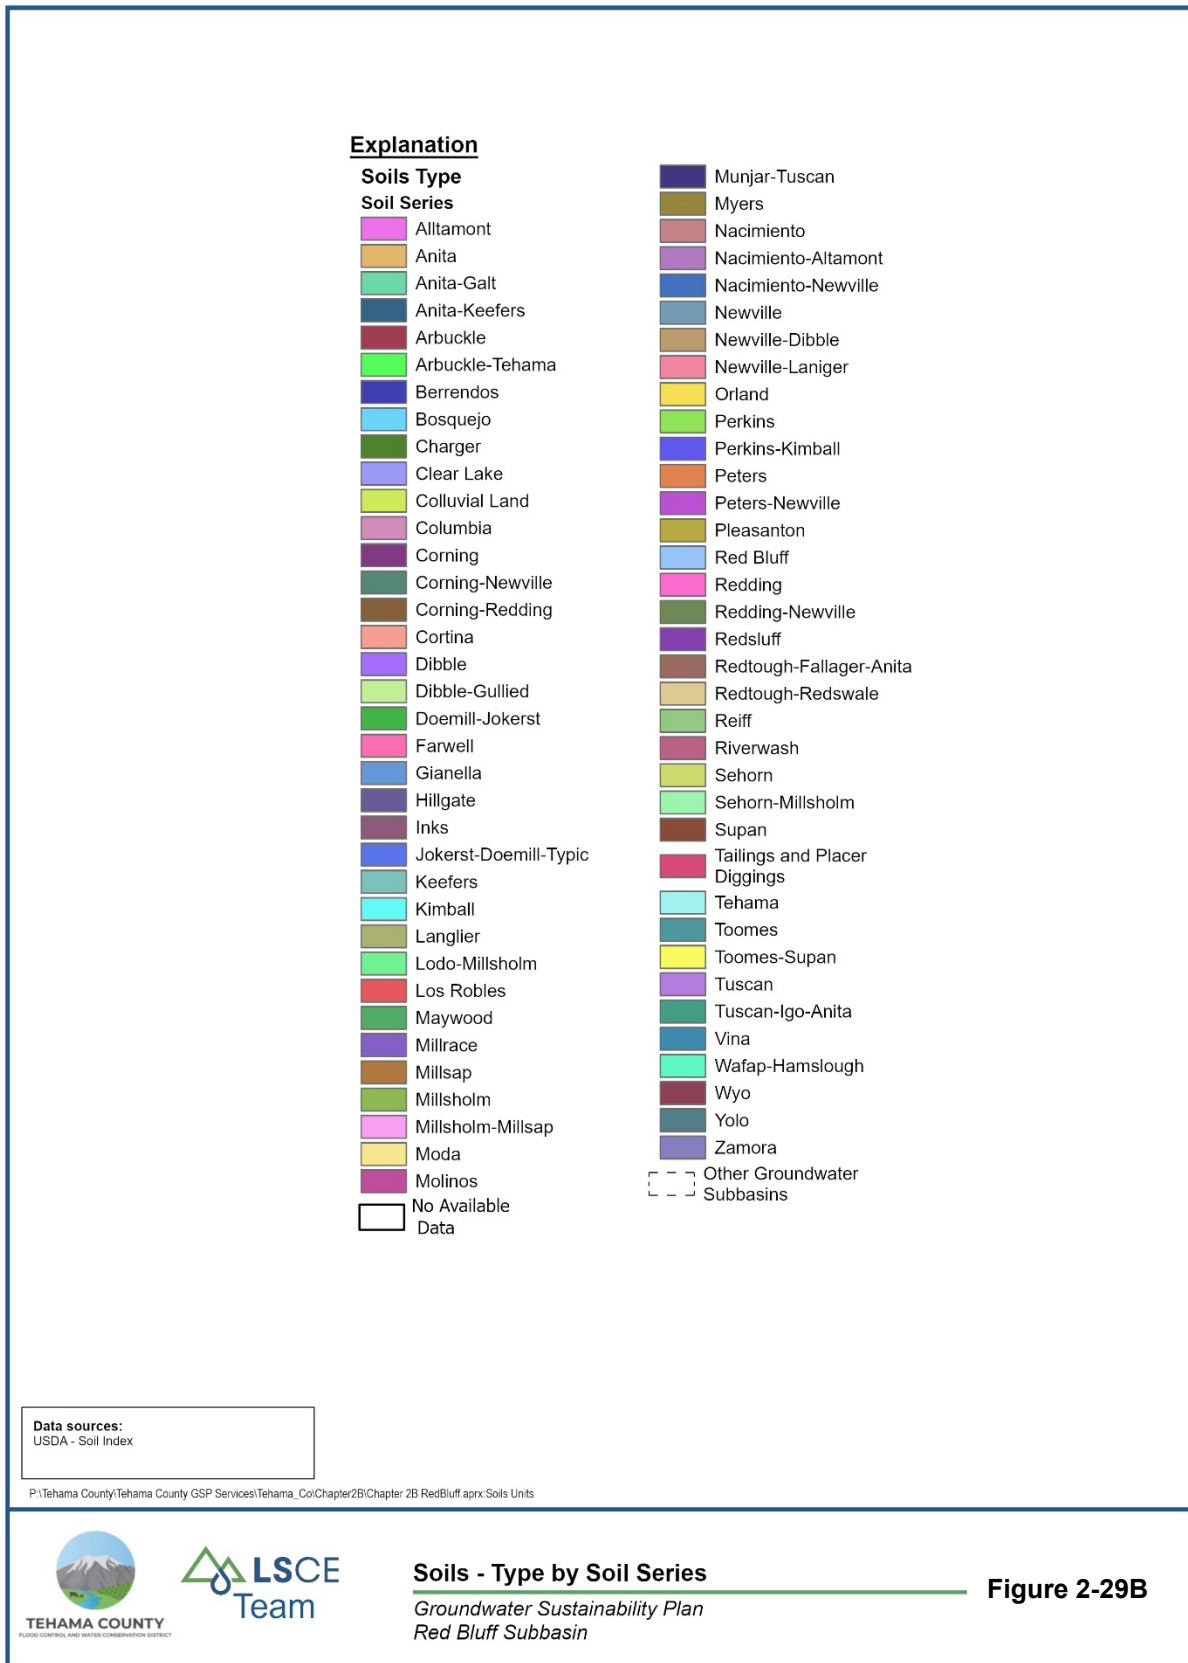 Explanation
Soils Type
Soil Series
Alltamont
Anita
Anita-Galt
Anita-Keefers
Arbuckle
Arbuckle-Tehama
Berrendos
Bosquejo
Charger
Clear Lake
Colluvial Land
Columbia
Corning
Corning-Newville
Corning-Redding
Cortina
Dibble
Dibble-Gullied
Doemill-Jokerst
Farwell
Gianella
Hillgate
Inks
Jokerst-Doemill-Typic
Keefers
Kimball
Langlier
Lodo-Millsholm
Los Robles
Maywood
Millrace
Millsap
Millsholm
Millsholm-Millsap
Moda
Molinos
No Available
Data
Munjar-Tuscan
Myers
Nacimiento
Nacimiento-Altamont
Nacimiento-Newville
Newville
Newville-Dibble
Newville-Laniger
Orland
Perkins
Perkins-Kimball
Peters
Peters-Newville
Pleasanton
Red Bluff
Redding
Redding-Newville
Redsluff
Redtough-Fallager-Anita
Redtough-Redswale
Reiff
Riverwash
Sehorn
Sehorn-Millsholm
Supan
Tailings and Placer
Diggings
Tehama
Toomes
Toomes-Supan
Tuscan
Tuscan-Igo-Anita
Vina
Wafap-Hamslough
Wyo
Yolo
Zamora
Other Groundwater
Subbasins
Data sources:
USDA - Soil Index
P:\Tehama County\Tehama County GSP Services\Tehama_Co\Chapter2B\Chapter 2B RedBluff.aprx:Soils Units
TEHAMA COUNTY
FLOOD CONTROL AND WATER CONSERVATION DISTRICT
LSCE
Team
Soils - Type by Soil Series
Groundwater Sustainability Plan
Red Bluff Subbasin
Figure 2-29B